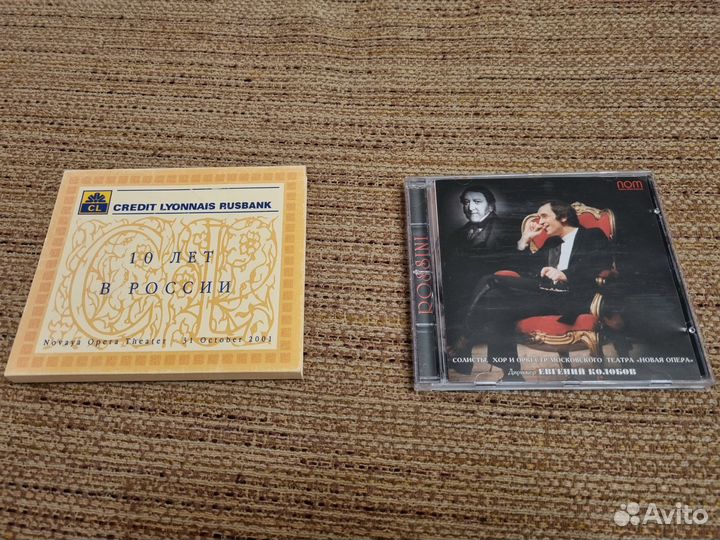 CL CREDIT LYONNAIS RUSBANK
10 ЛЕТ
В РОССИИ
Novaya Opera Theater 31 October 2001
ROSSINI
NOM
СОЛИСТЫ, ХОР И ОРКЕСТР МОСКОВСКОГО ТЕАТРА «НОВАЯ ОПЕРА»
Дирижер ЕВГЕНИЙ КОЛОБОВ
Avito